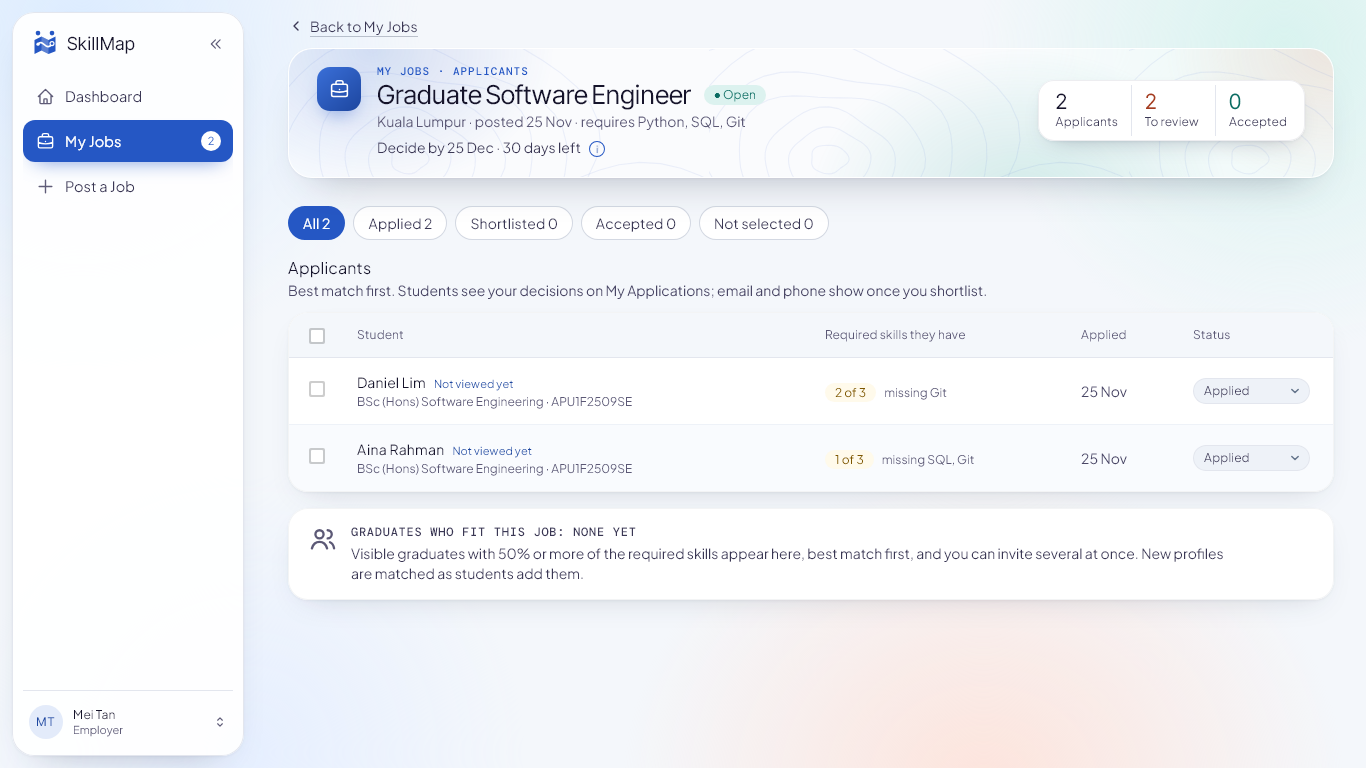 SkillMap
Dashboard
My Jobs 2
Post a Job
MT
Mei Tan
Employer
Back to My Jobs
MY JOBS · APPLICANTS
Graduate Software Engineer
Open
Kuala Lumpur · posted 25 Nov · requires Python, SQL, Git
Decide by 25 Dec · 30 days left
2 Applicants
2 To review
0 Accepted
All 2
Applied 2
Shortlisted 0
Accepted 0
Not selected 0
Applicants
Best match first. Students see your decisions on My Applications; email and phone show once you shortlist.
Student Required skills they have Applied Status
Daniel Lim Not viewed yet
BSc (Hons) Software Engineering · APU1F2509SE
2 of 3 missing Git
25 Nov
Applied
Aina Rahman Not viewed yet
BSc (Hons) Software Engineering · APU1F2509SE
1 of 3 missing SQL, Git
25 Nov
Applied
GRADUATES WHO FIT THIS JOB: NONE YET
Visible graduates with 50% or more of the required skills appear here, best match first, and you can invite several at once. New profiles
are matched as students add them.